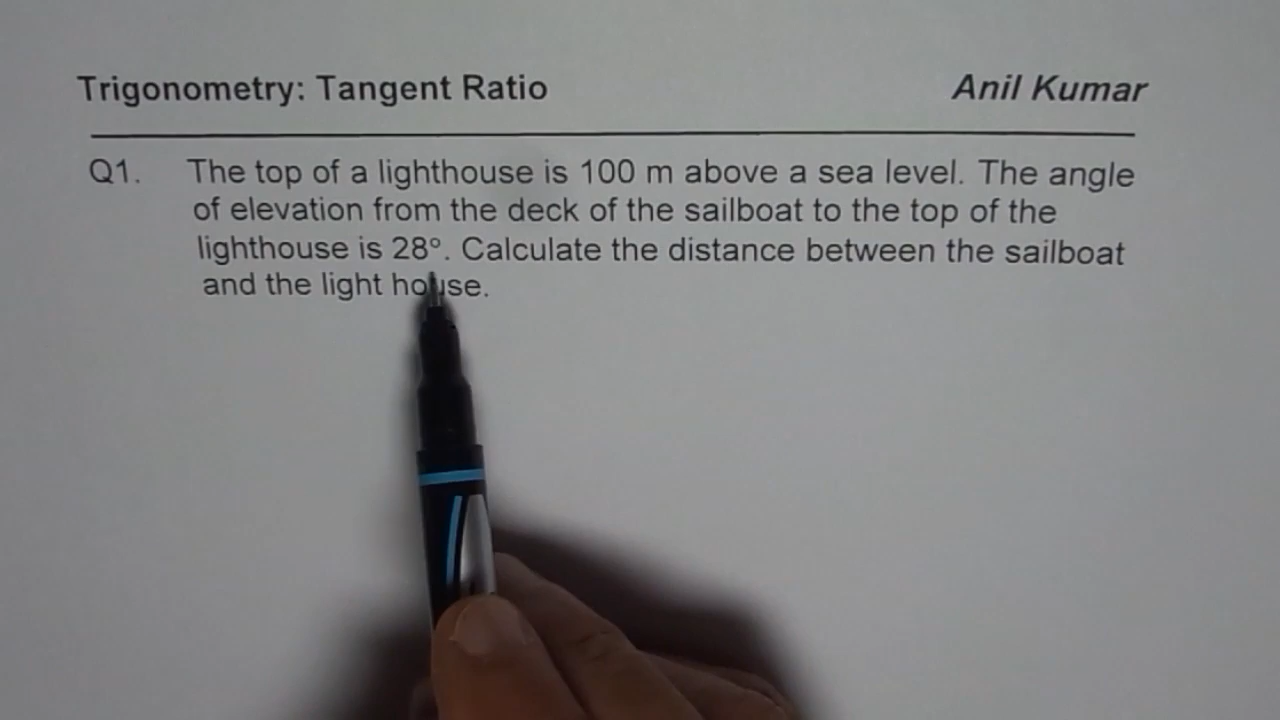 Trigonometry: Tangent Ratio Anil Kumar
Q1. The top of a lighthouse is 100 m above a sea level. The angle
of elevation from the deck of the sailboat to the top of the
lighthouse is 28°. Calculate the distance between the sailboat
and the light house.